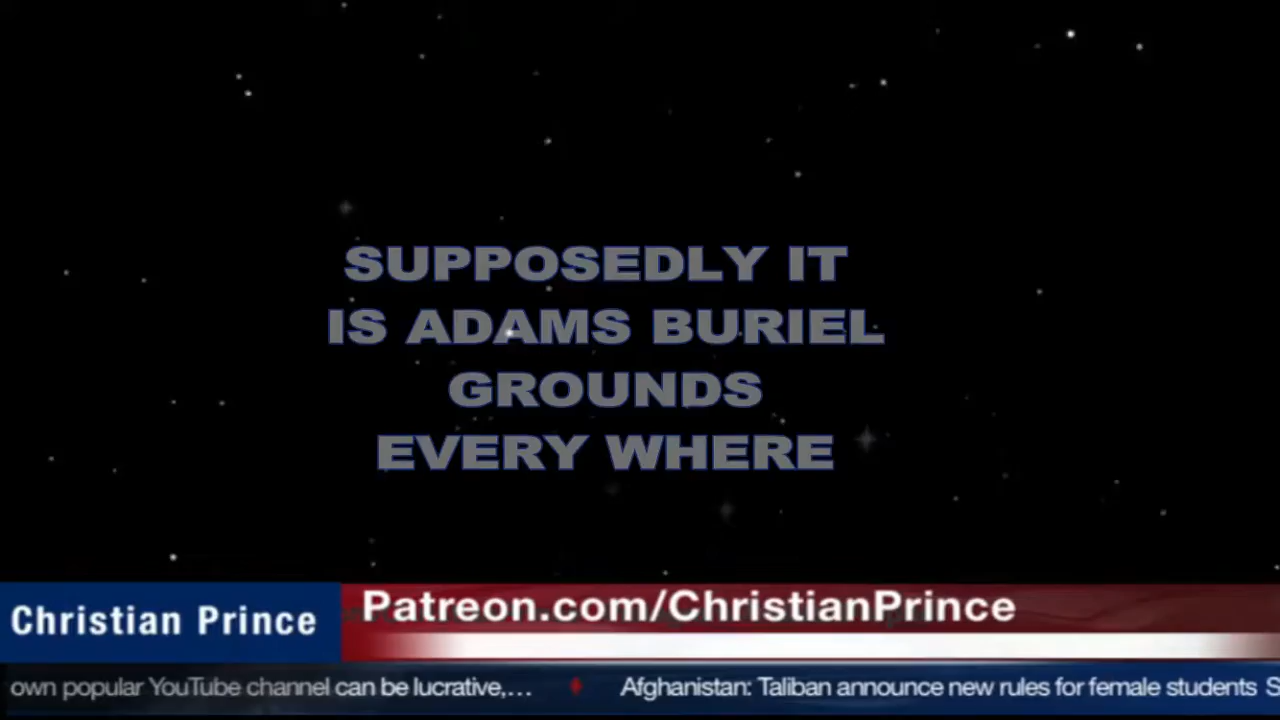 SUPPOSEDLY IT
IS ADAMS BURIEL
GROUNDS
EVERY WHERE
Christian Prince
Patreon.com/ChristianPrince
own popular YouTube channel can be lucrative,... ♦ Afghanistan: Taliban announce new rules for female students S